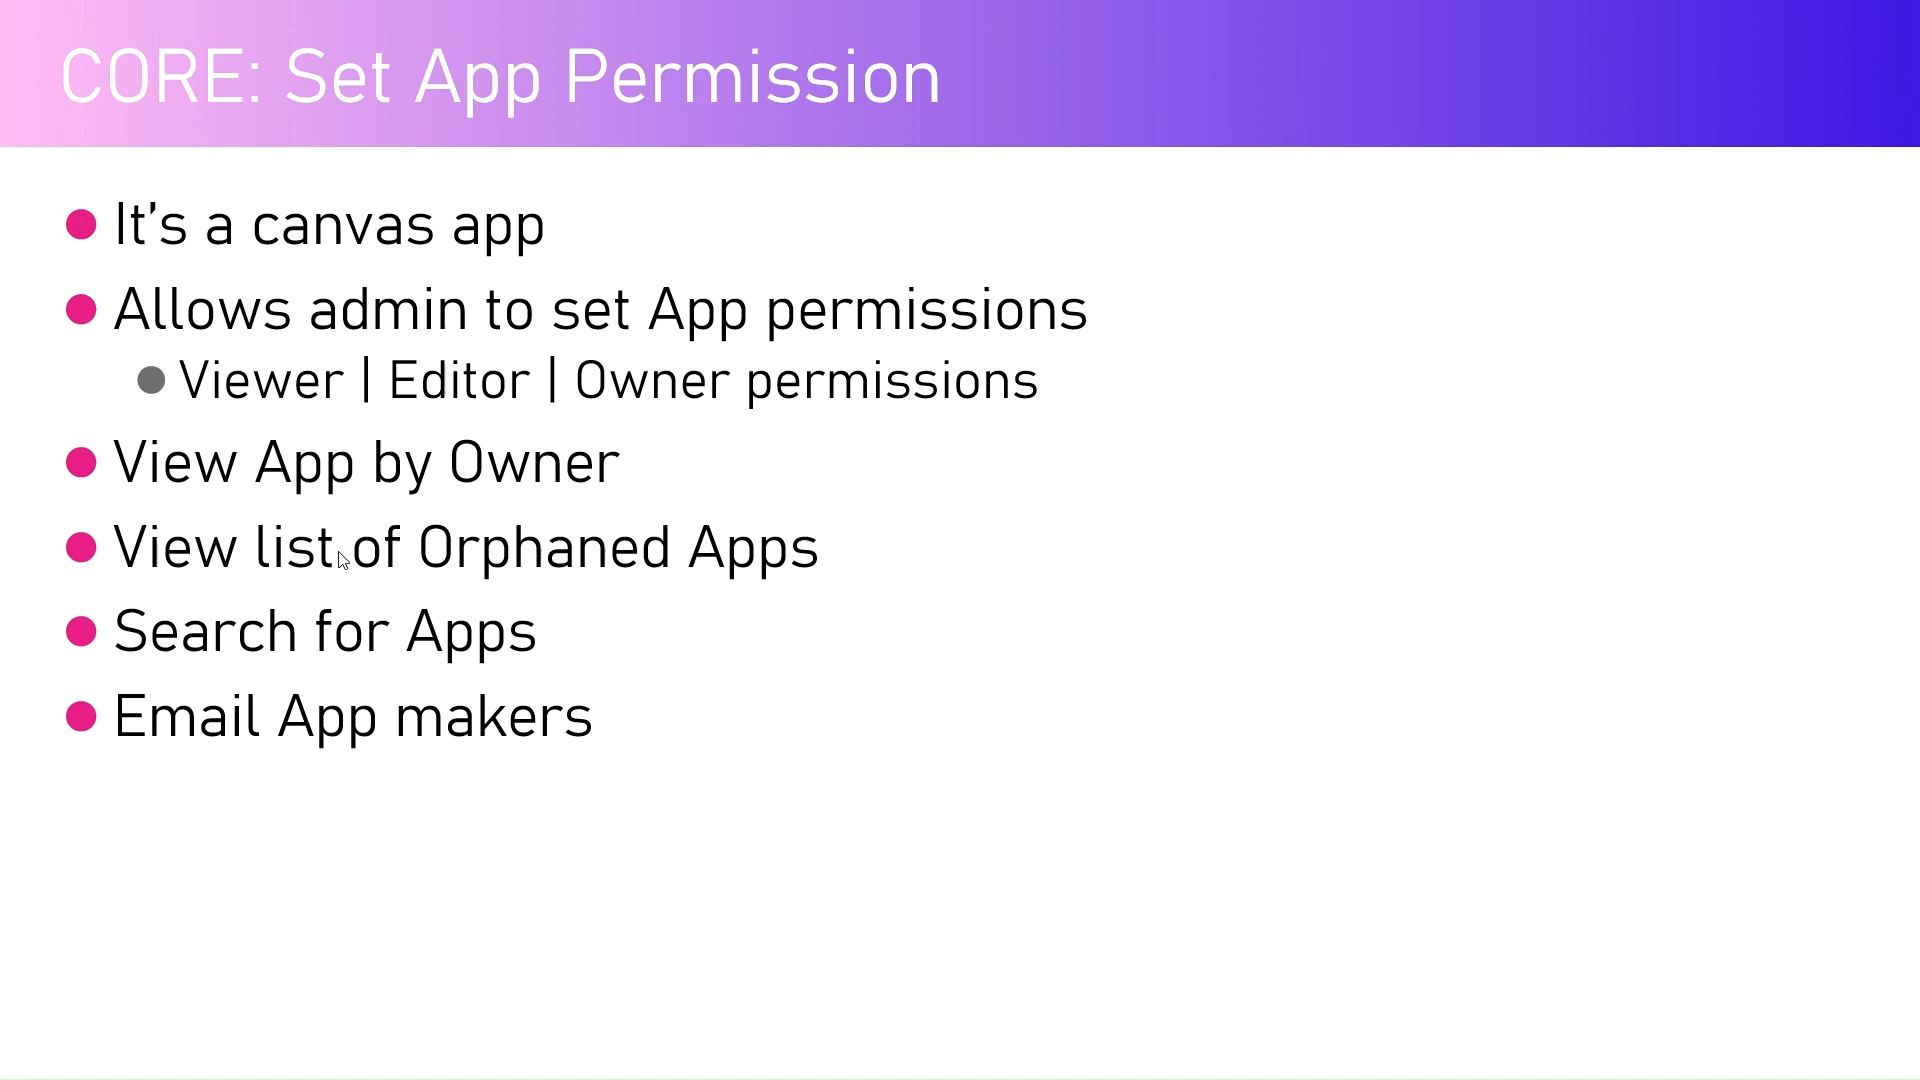 CORE: Set App Permission
It’s a canvas app
Allows admin to set App permissions
Viewer | Editor | Owner permissions
View App by Owner
View list of Orphaned Apps
Search for Apps
Email App makers